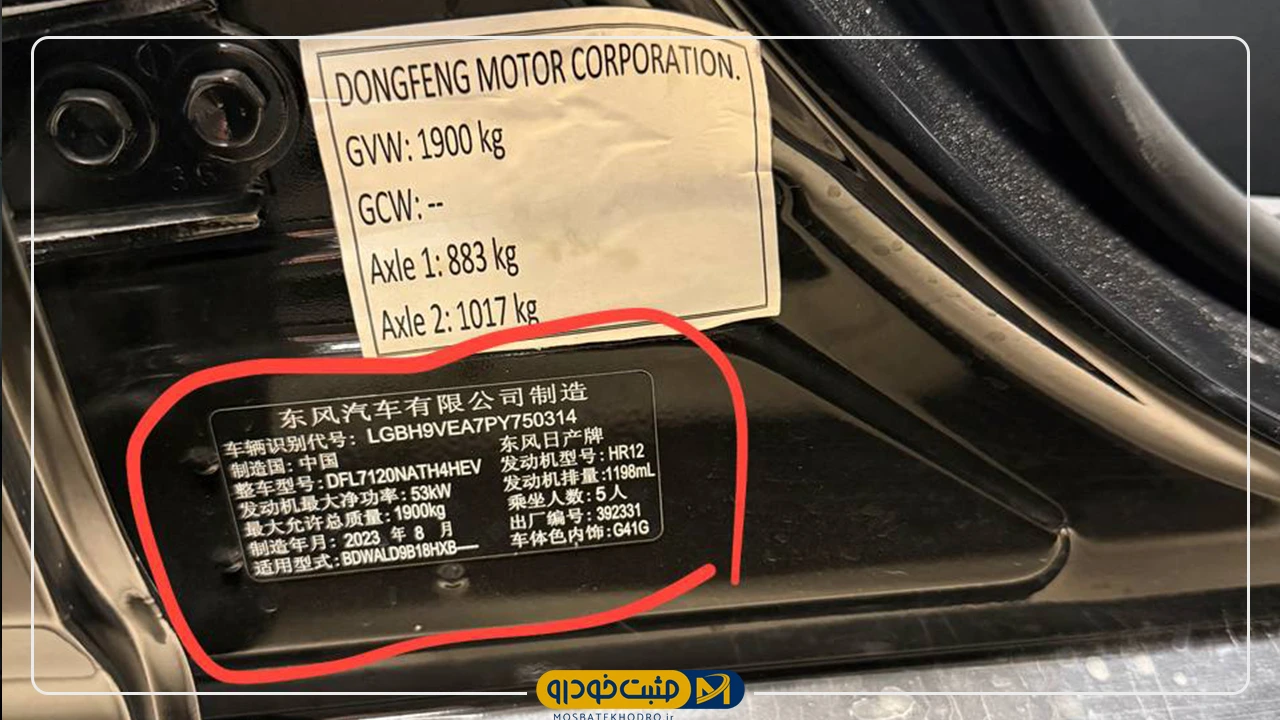 DONGFENG MOTOR CORPORATION.
GVW: 1900 kg
GCW: --
Axle 1: 883 kg
Axle 2: 1017 kg
东风汽车有限公司制造
车辆识别代号: LGBH9VEA7PY750314
制造国: 中国 东风日产牌
整车型号: DFL7120NATH4HEV 发动机型号: HR12
发动机最大净功率: 53kW 发动机排量: 1198mL
最大允许总质量: 1900kg 乘坐人数: 5人
制造年月: 2023 年 8 月 出厂编号: 392331
适用型式: BDWALD9B18HXB—— 车体色内饰: G41G
مثبت خودرو
MOSBATEKHODRO.ir